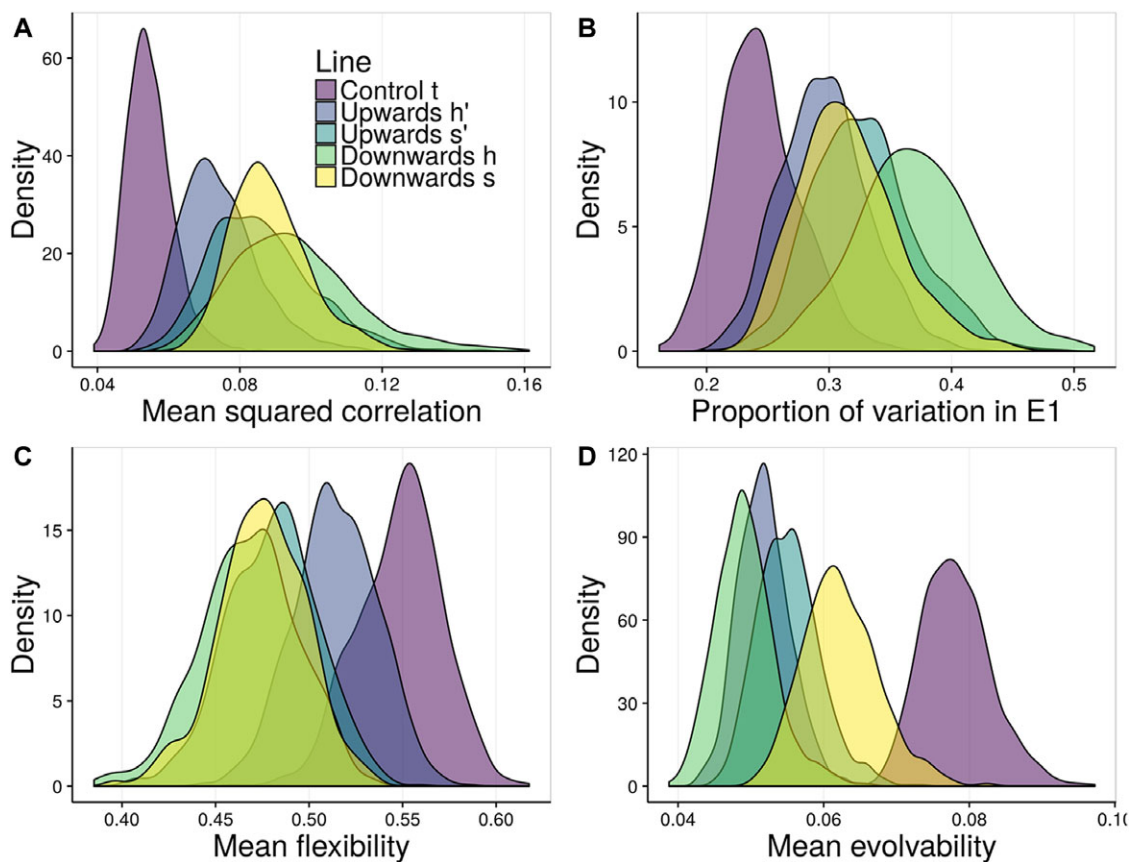 A
60
40
20
0
Density
0.04 0.08 0.12 0.16
Mean squared correlation
Line
Control t
Upwards h'
Upwards s'
Downwards h
Downwards s
B
10
5
0
Density
0.2 0.3 0.4 0.5
Proportion of variation in E1
C
15
10
5
0
Density
0.40 0.45 0.50 0.55 0.60
Mean flexibility
D
120
90
60
30
0
Density
0.04 0.06 0.08 0.10
Mean evolvability